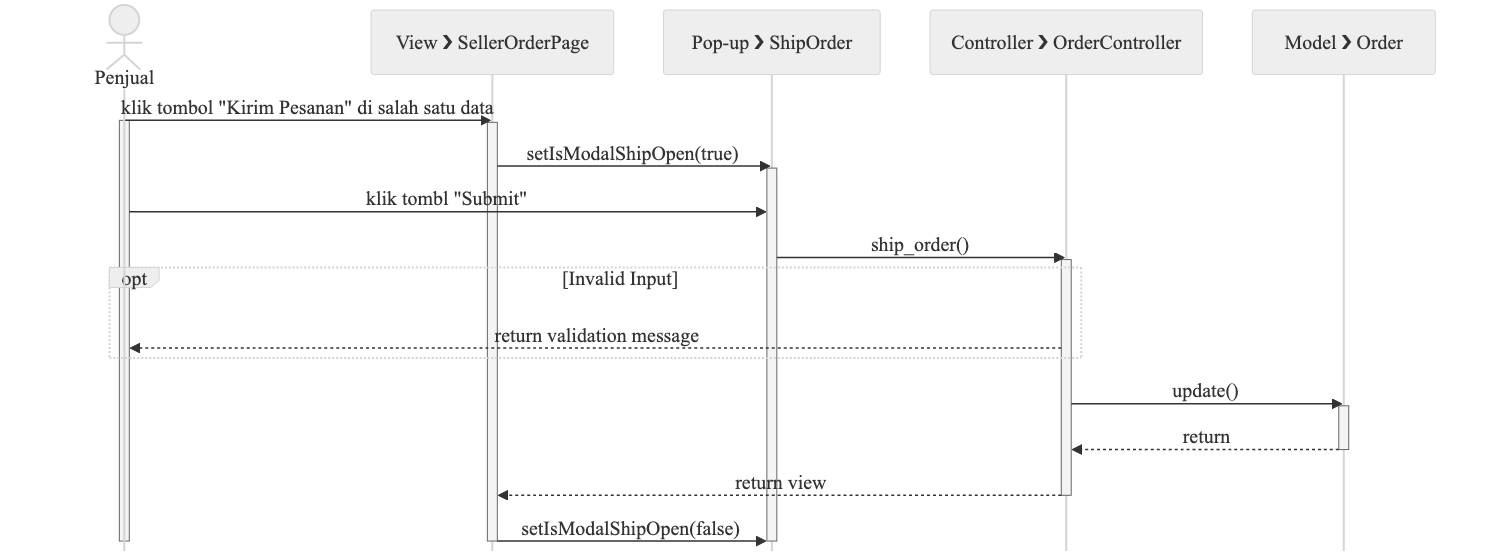 Penjual
View ❯ SellerOrderPage
Pop-up ❯ ShipOrder
Controller ❯ OrderController
Model ❯ Order
klik tombol "Kirim Pesanan" di salah satu data
setIsModalShipOpen(true)
klik tombl "Submit"
ship_order()
opt
[Invalid Input]
return validation message
update()
return
return view
setIsModalShipOpen(false)